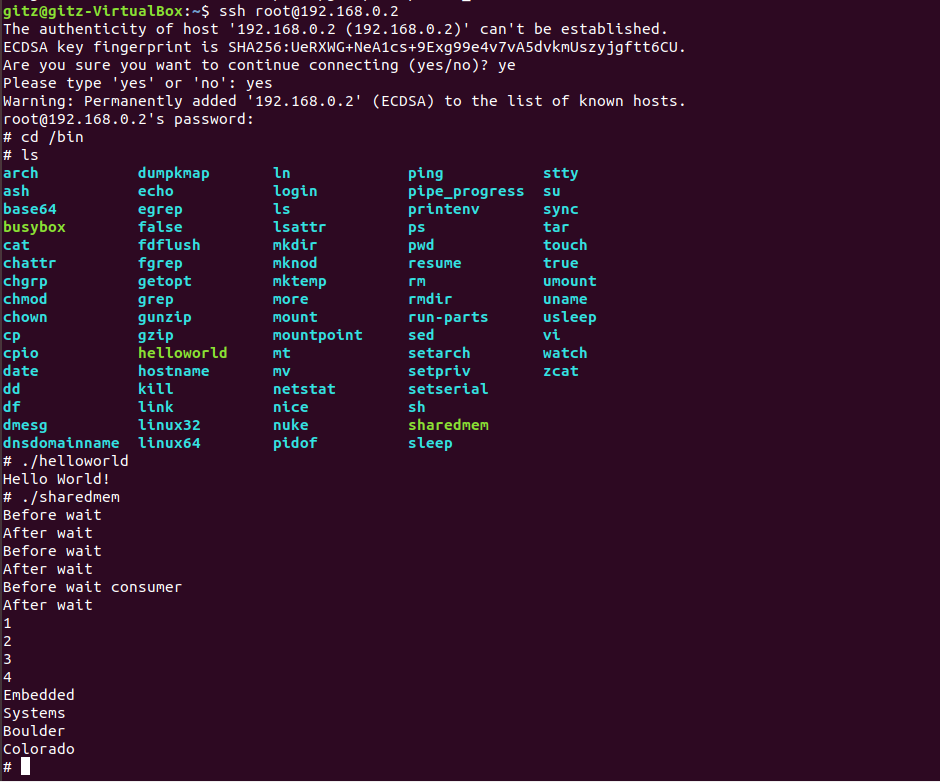 gitz@gitz-VirtualBox:~$ ssh root@192.168.0.2
The authenticity of host '192.168.0.2 (192.168.0.2)' can't be established.
ECDSA key fingerprint is SHA256:UeRXWG+NeA1cs+9Exg99e4v7vA5dvkmUszyjgftt6CU.
Are you sure you want to continue connecting (yes/no)? ye
Please type 'yes' or 'no': yes
Warning: Permanently added '192.168.0.2' (ECDSA) to the list of known hosts.
root@192.168.0.2's password:
# cd /bin
# ls
arch dumpkmap ln ping stty
ash echo login pipe_progress su
base64 egrep ls printenv sync
busybox false lsattr ps tar
cat fdflush mkdir pwd touch
chattr fgrep mknod resume true
chgrp getopt mktemp rm umount
chmod grep more rmdir uname
chown gunzip mount run-parts usleep
cp gzip mountpoint sed vi
cpio helloworld mt setarch watch
date hostname mv setpriv zcat
dd kill netstat setserial
df link nice sh
dmesg linux32 nuke sharedmem
dnsdomainname linux64 pidof sleep
# ./helloworld
Hello World!
# ./sharedmem
Before wait
After wait
Before wait
After wait
Before wait consumer
After wait
1
2
3
4
Embedded
Systems
Boulder
Colorado
#